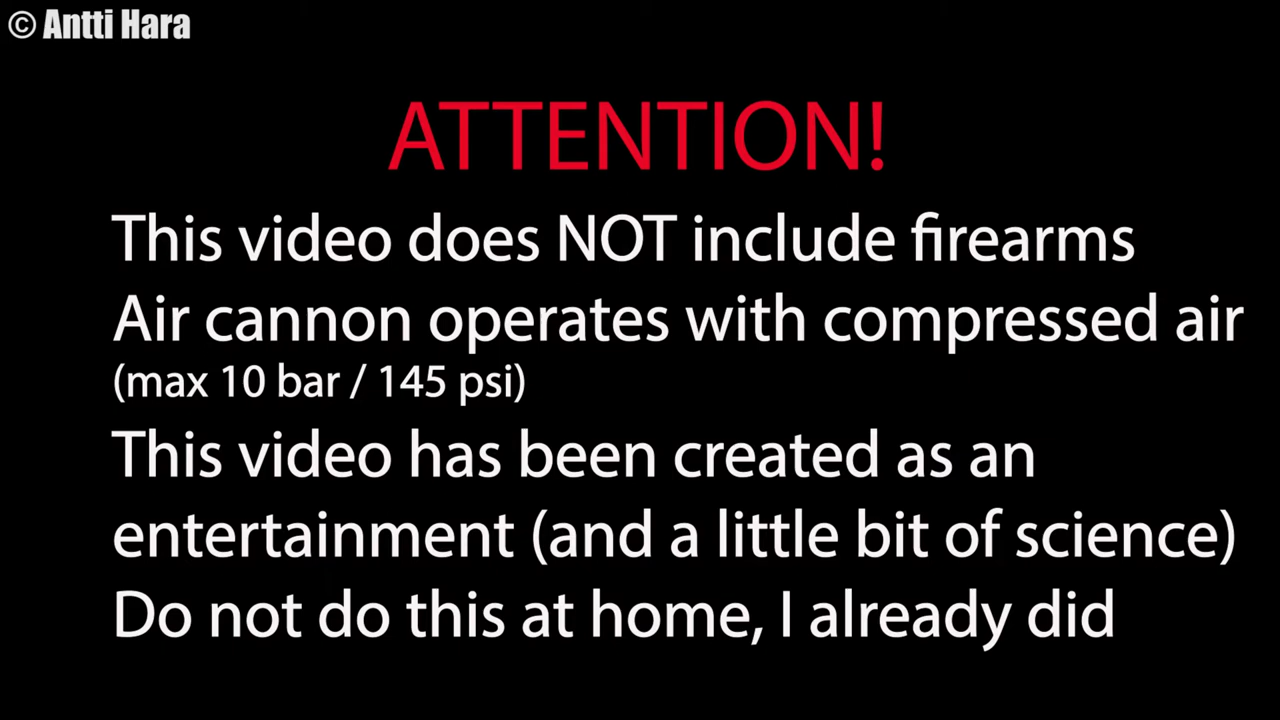 © Antti Hara
ATTENTION!
This video does NOT include firearms
Air cannon operates with compressed air
(max 10 bar / 145 psi)
This video has been created as an
entertainment (and a little bit of science)
Do not do this at home, I already did